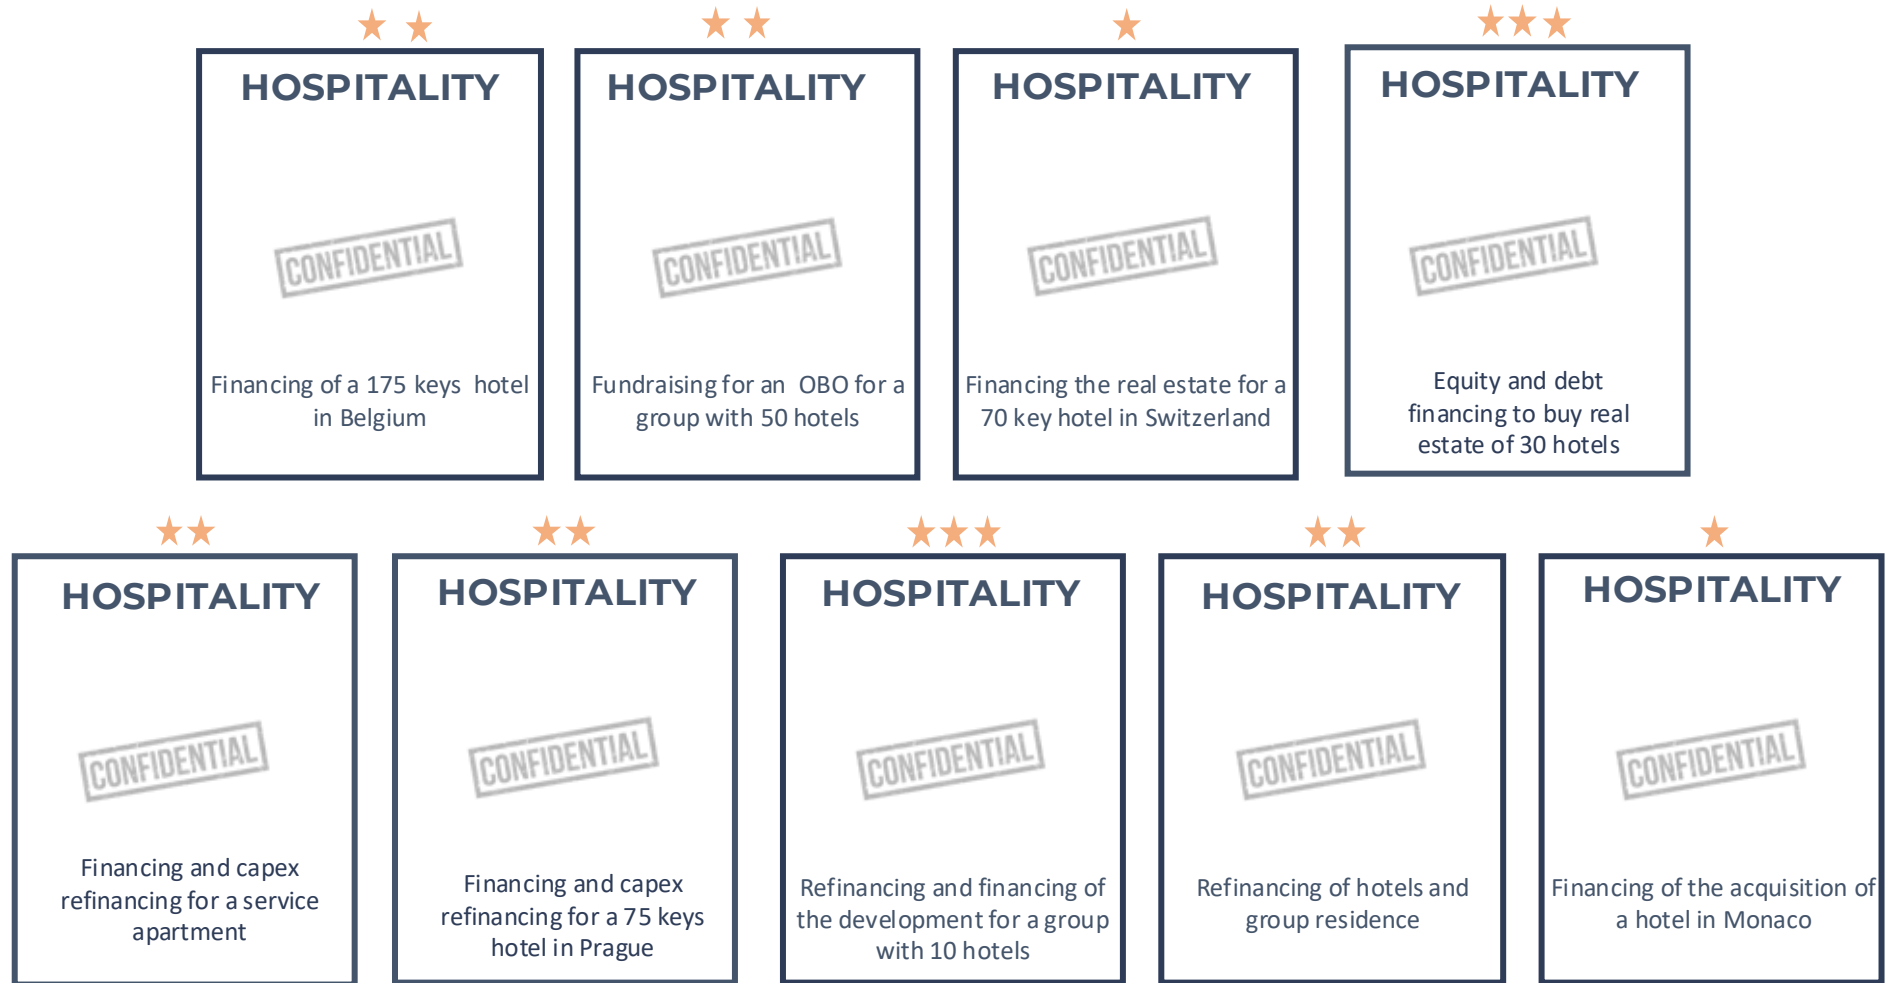 HOSPITALITY
CONFIDENTIAL
Financing of a 175 keys hotel
in Belgium
HOSPITALITY
CONFIDENTIAL
Fundraising for an OBO for a
group with 50 hotels
HOSPITALITY
CONFIDENTIAL
Financing the real estate for a
70 key hotel in Switzerland
HOSPITALITY
CONFIDENTIAL
Equity and debt
financing to buy real
estate of 30 hotels
HOSPITALITY
CONFIDENTIAL
Financing and capex
refinancing for a service
apartment
HOSPITALITY
CONFIDENTIAL
Financing and capex
refinancing for a 75 keys
hotel in Prague
HOSPITALITY
CONFIDENTIAL
Refinancing and financing of
the development for a group
with 10 hotels
HOSPITALITY
CONFIDENTIAL
Refinancing of hotels and
group residence
HOSPITALITY
CONFIDENTIAL
Financing of the acquisition of
a hotel in Monaco